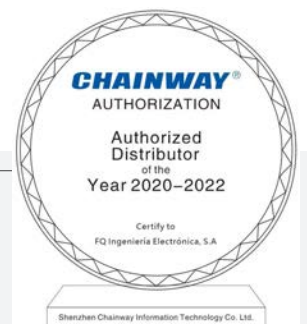 CHAINWAY®
AUTHORIZATION
Authorized
Distributor
of the
Year 2020–2022
Certify to
FQ Ingeniería Electrónica, S.A
Shenzhen Chainway Information Technology Co. Ltd.